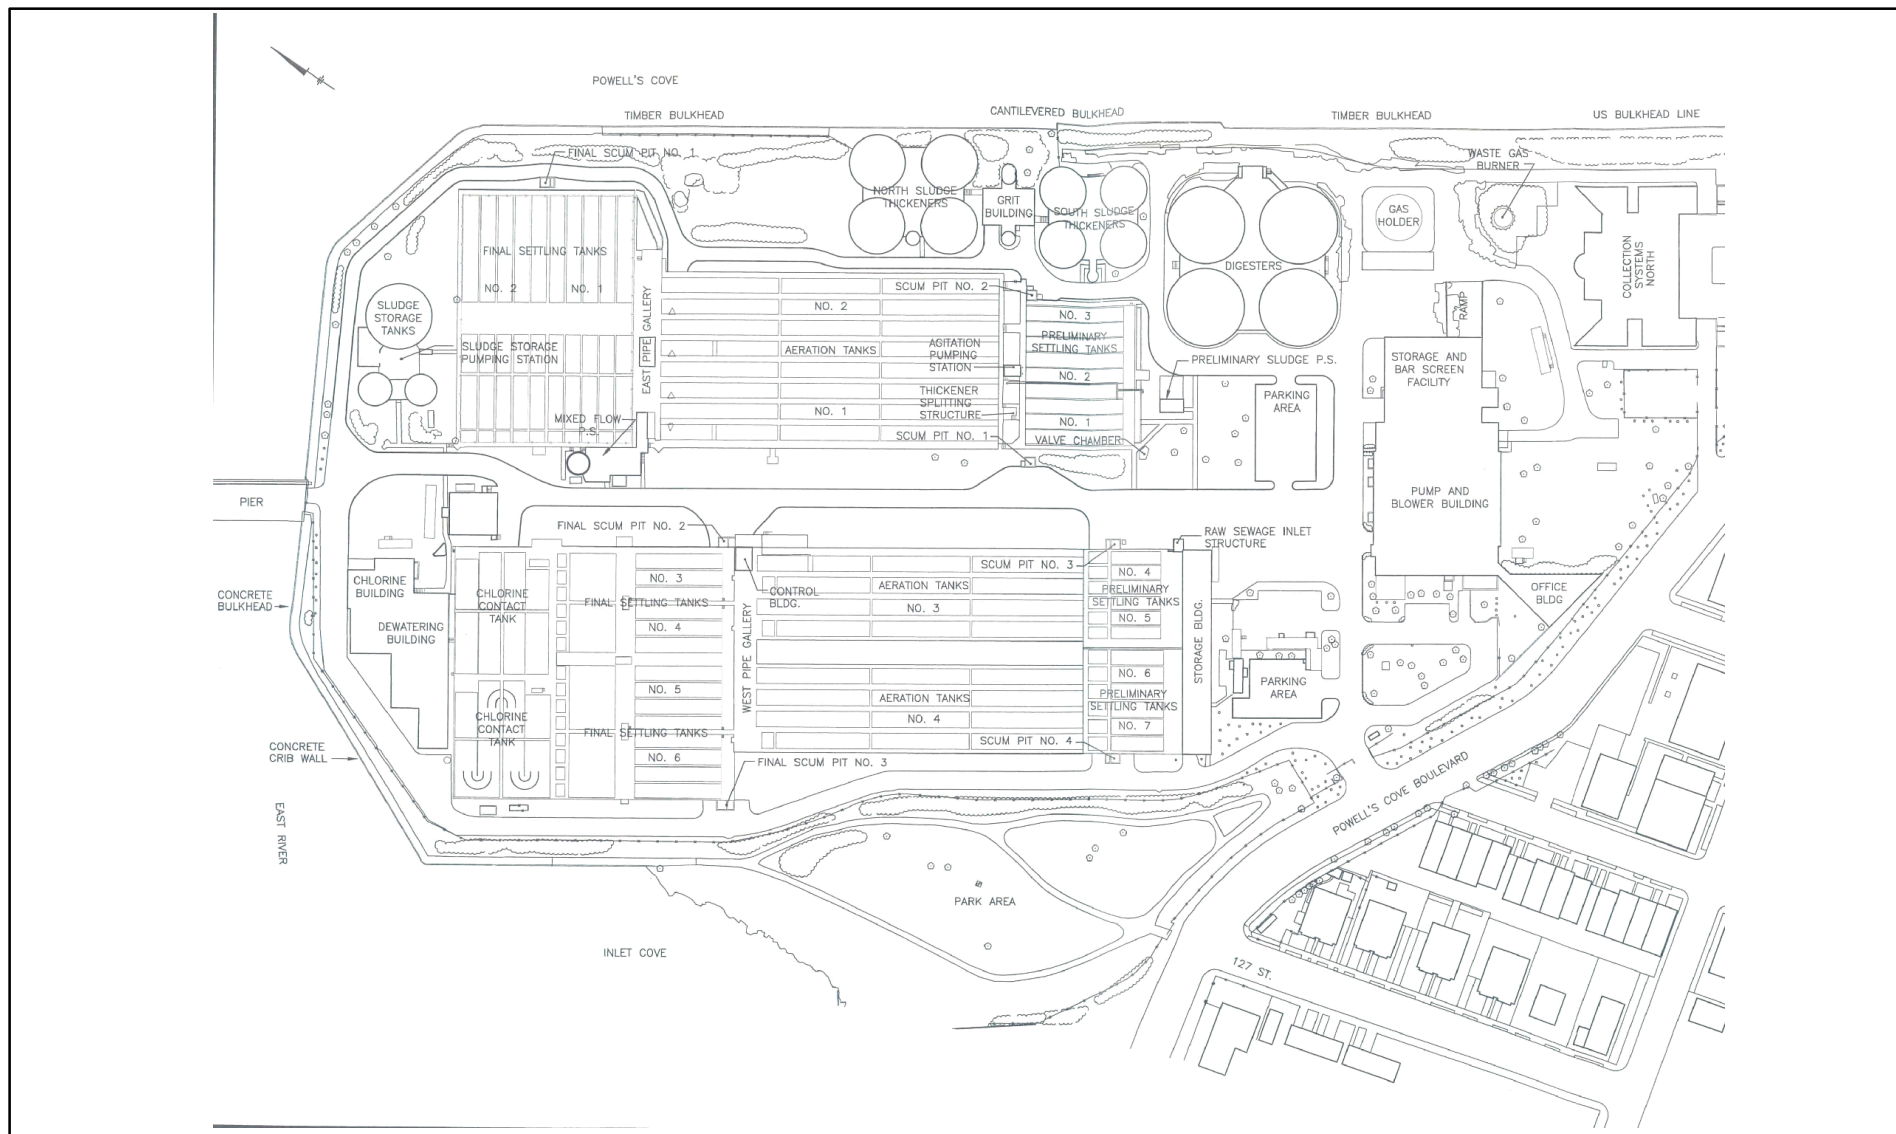 POWELL'S COVE
TIMBER BULKHEAD
CANTILEVERED BULKHEAD
TIMBER BULKHEAD
US BULKHEAD LINE
FINAL SCUM PIT NO. 1
WASTE GAS
BURNER
NORTH SLUDGE
THICKENERS
GRIT
BUILDING
SOUTH SLUDGE
THICKENERS
GAS
HOLDER
COLLECTION
SYSTEMS
NORTH
FINAL SETTLING TANKS
NO. 2
NO. 1
DIGESTERS
EAST PIPE GALLERY
SCUM PIT NO. 2
NO. 2
NO. 3
RAMP
SLUDGE
STORAGE
TANKS
SLUDGE STORAGE
PUMPING STATION
AERATION TANKS
AGITATION
PUMPING
STATION
PRELIMINARY
SETTLING TANKS
NO. 2
PRELIMINARY SLUDGE P.S.
STORAGE AND
BAR SCREEN
FACILITY
THICKENER
SPLITTING
STRUCTURE
PARKING
AREA
NO. 1
NO. 1
MIXED FLOW
P.S.
SCUM PIT NO. 1
VALVE CHAMBER
PIER
PUMP AND
BLOWER BUILDING
FINAL SCUM PIT NO. 2
RAW SEWAGE INLET
STRUCTURE
SCUM PIT NO. 3
NO. 4
CHLORINE
BUILDING
NO. 3
AERATION TANKS
PRELIMINARY
SETTLING TANKS
OFFICE
BLDG
CONCRETE
BULKHEAD
CHLORINE
CONTACT
TANK
FINAL SETTLING TANKS
CONTROL
BLDG.
NO. 3
NO. 5
DEWATERING
BUILDING
NO. 4
WEST PIPE GALLERY
STORAGE BLDG.
NO. 6
NO. 5
AERATION TANKS
PRELIMINARY
SETTLING TANKS
PARKING
AREA
CHLORINE
CONTACT
TANK
FINAL SETTLING TANKS
NO. 4
NO. 7
SCUM PIT NO. 4
CONCRETE
CRIB WALL
NO. 6
FINAL SCUM PIT NO. 3
POWELL'S COVE BOULEVARD
EAST RIVER
PARK AREA
INLET COVE
127 ST.